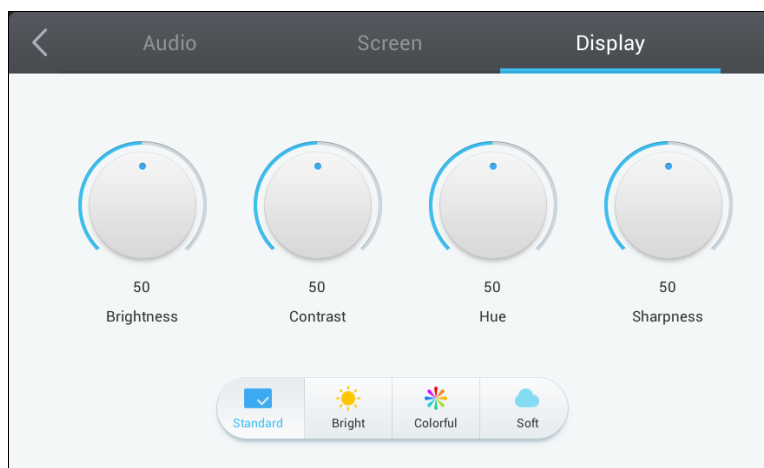 Audio Screen Display
50 50 50 50
Brightness Contrast Hue Sharpness
Standard Bright Colorful Soft